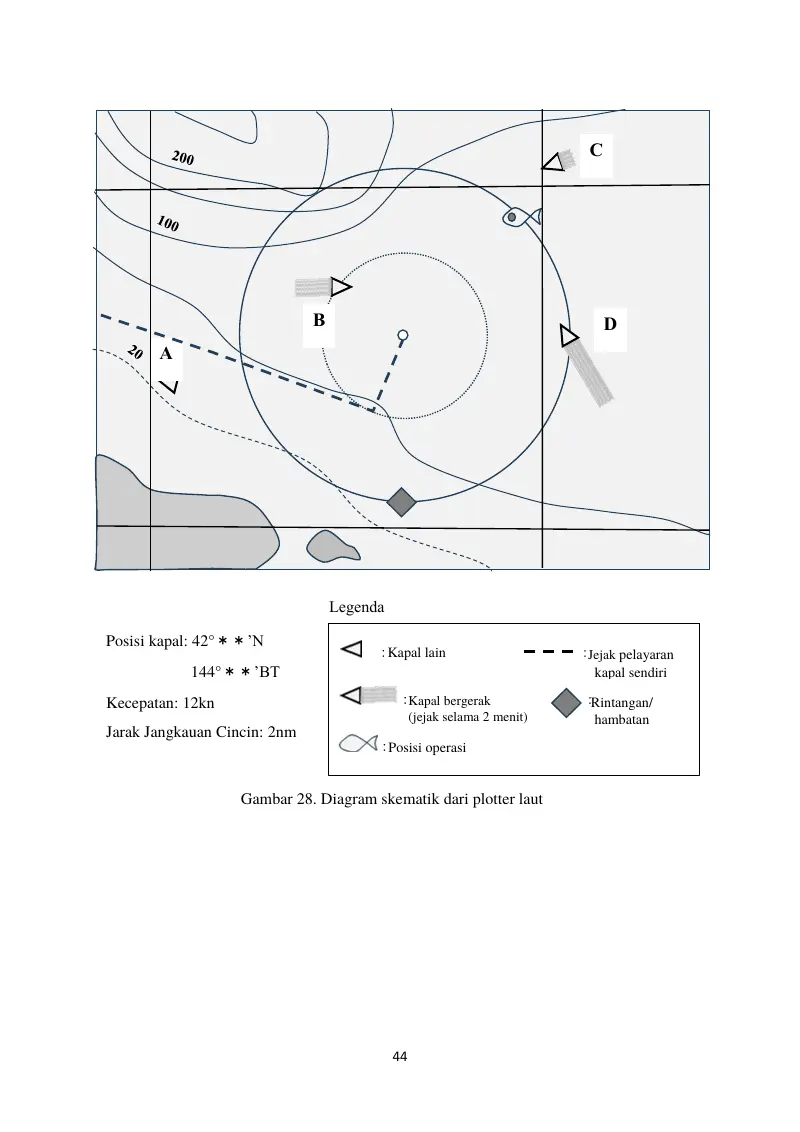 200
C
100
B
D
20
A
Legenda
Posisi kapal: 42°＊＊’N
144°＊＊’BT
Kecepatan: 12kn
Jarak Jangkauan Cincin: 2nm
: Kapal lain
: Jejak pelayaran
kapal sendiri
: Kapal bergerak
(jejak selama 2 menit)
: Rintangan/
hambatan
: Posisi operasi
Gambar 28. Diagram skematik dari plotter laut
44